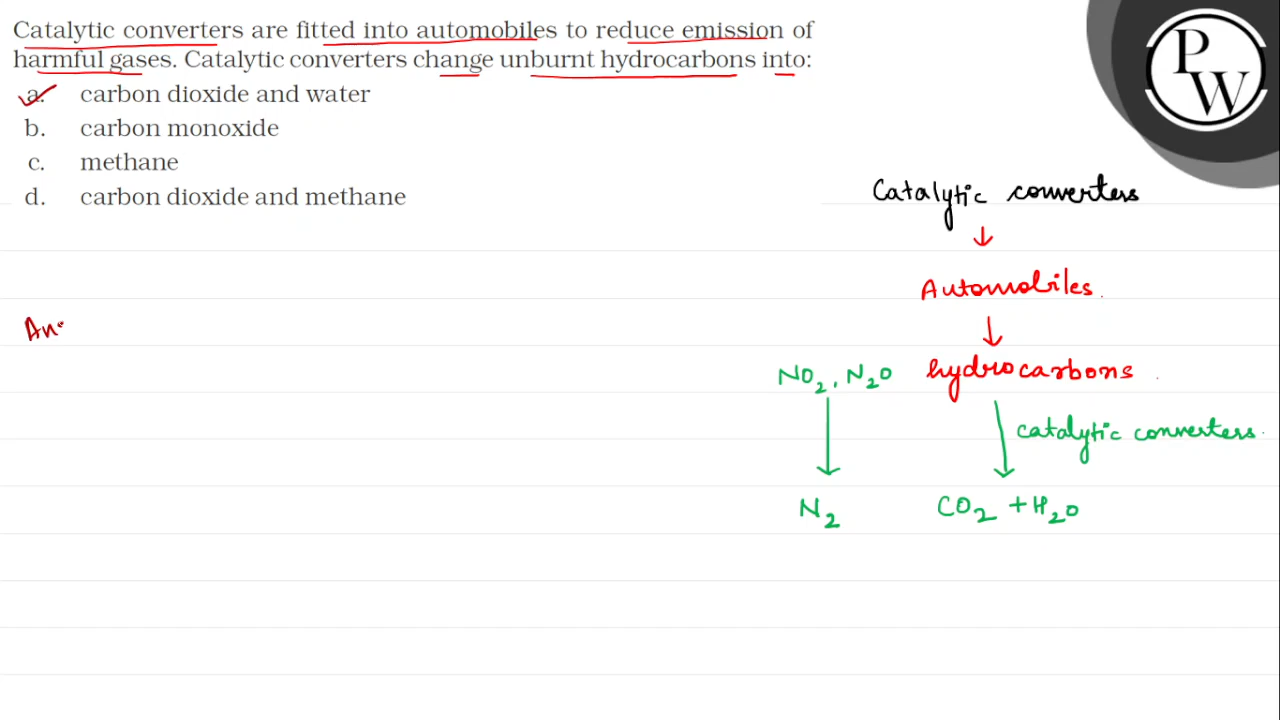 Catalytic converters are fitted into automobiles to reduce emission of
harmful gases. Catalytic converters change unburnt hydrocarbons into:
a. carbon dioxide and water
b. carbon monoxide
c. methane
d. carbon dioxide and methane
PW
Catalytic converters
↓
Automobiles.
↓
NO₂, N₂O hydrocarbons
catalytic converters.
N₂ CO₂ + H₂O
An